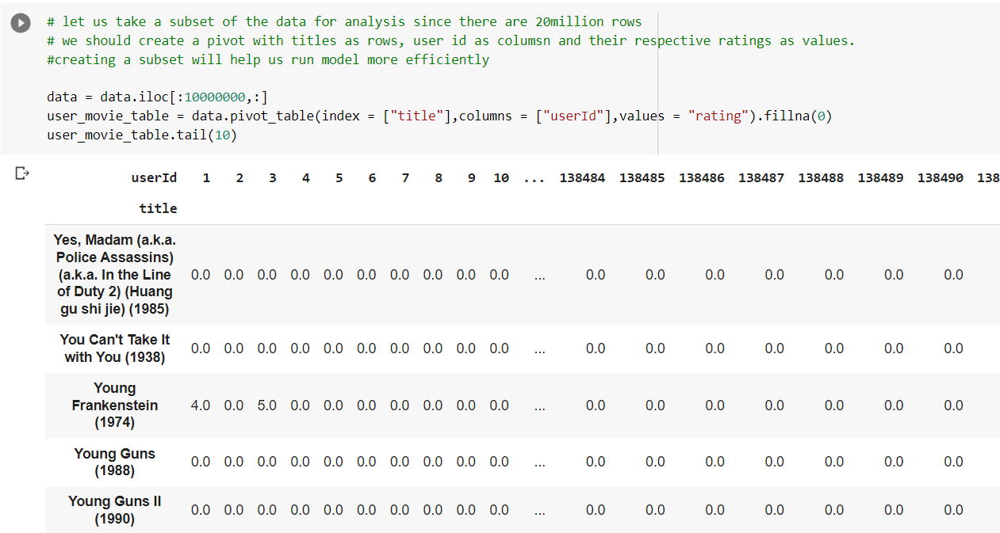 # let us take a subset of the data for analysis since there are 20million rows
# we should create a pivot with titles as rows, user id as columsn and their respective ratings as values.
#creating a subset will help us run model more efficiently
data = data.iloc[:10000000,:]
user_movie_table = data.pivot_table(index = ["title"],columns = ["userId"],values = "rating").fillna(0)
user_movie_table.tail(10)
userId 1 2 3 4 5 6 7 8 9 10 ... 138484 138485 138486 138487 138488 138489 138490 138
title
Yes, Madam (a.k.a.
Police Assassins)
(a.k.a. In the Line 0.0 0.0 0.0 0.0 0.0 0.0 0.0 0.0 0.0 0.0 ... 0.0 0.0 0.0 0.0 0.0 0.0 0.0
of Duty 2) (Huang
gu shi jie) (1985)
You Can't Take It
with You (1938) 0.0 0.0 0.0 0.0 0.0 0.0 0.0 0.0 0.0 0.0 ... 0.0 0.0 0.0 0.0 0.0 0.0 0.0
Young
Frankenstein 4.0 0.0 5.0 0.0 0.0 0.0 0.0 0.0 0.0 0.0 ... 0.0 0.0 0.0 0.0 0.0 0.0 0.0
(1974)
Young Guns
(1988) 0.0 0.0 0.0 0.0 0.0 0.0 0.0 0.0 0.0 0.0 ... 0.0 0.0 0.0 0.0 0.0 0.0 0.0
Young Guns II
(1990) 0.0 0.0 0.0 0.0 0.0 0.0 0.0 0.0 0.0 0.0 ... 0.0 0.0 0.0 0.0 0.0 0.0 0.0